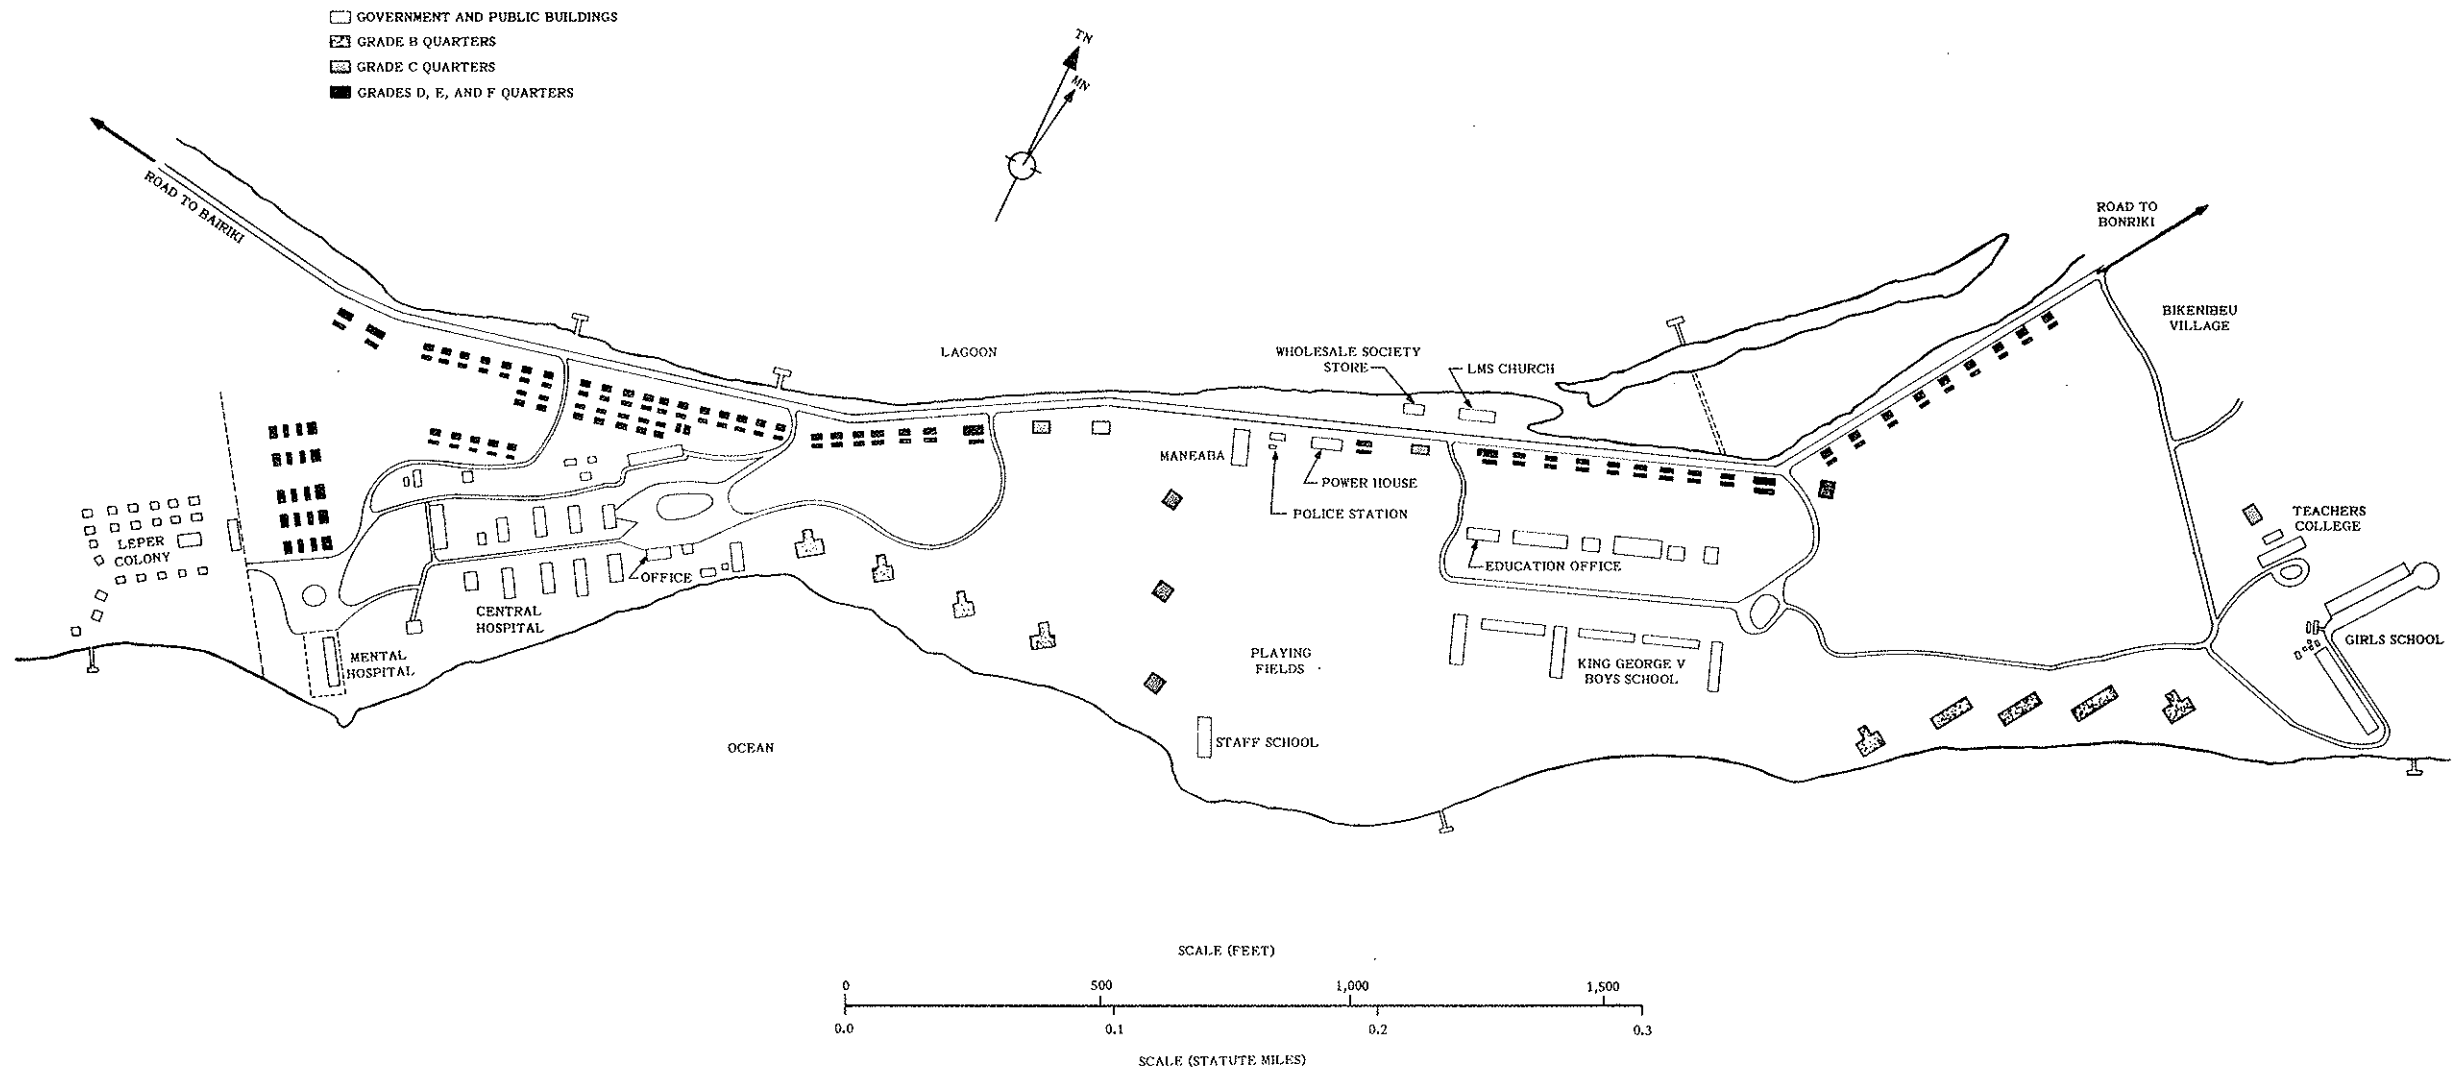 GOVERNMENT AND PUBLIC BUILDINGS
GRADE B QUARTERS
GRADE C QUARTERS
GRADES D, E, AND F QUARTERS
TN
MN
ROAD TO BAIRIKI
ROAD TO
BONRIKI
BIKENIBEU
VILLAGE
LAGOON
WHOLESALE SOCIETY
STORE
LMS CHURCH
MANEABA
POWER HOUSE
POLICE STATION
TEACHERS
COLLEGE
LEPER
COLONY
OFFICE
EDUCATION OFFICE
CENTRAL
HOSPITAL
GIRLS SCHOOL
MENTAL
HOSPITAL
PLAYING
FIELDS
KING GEORGE V
BOYS SCHOOL
STAFF SCHOOL
OCEAN
SCALE (FEET)
0 500 1,000 1,500
0.0 0.1 0.2 0.3
SCALE (STATUTE MILES)